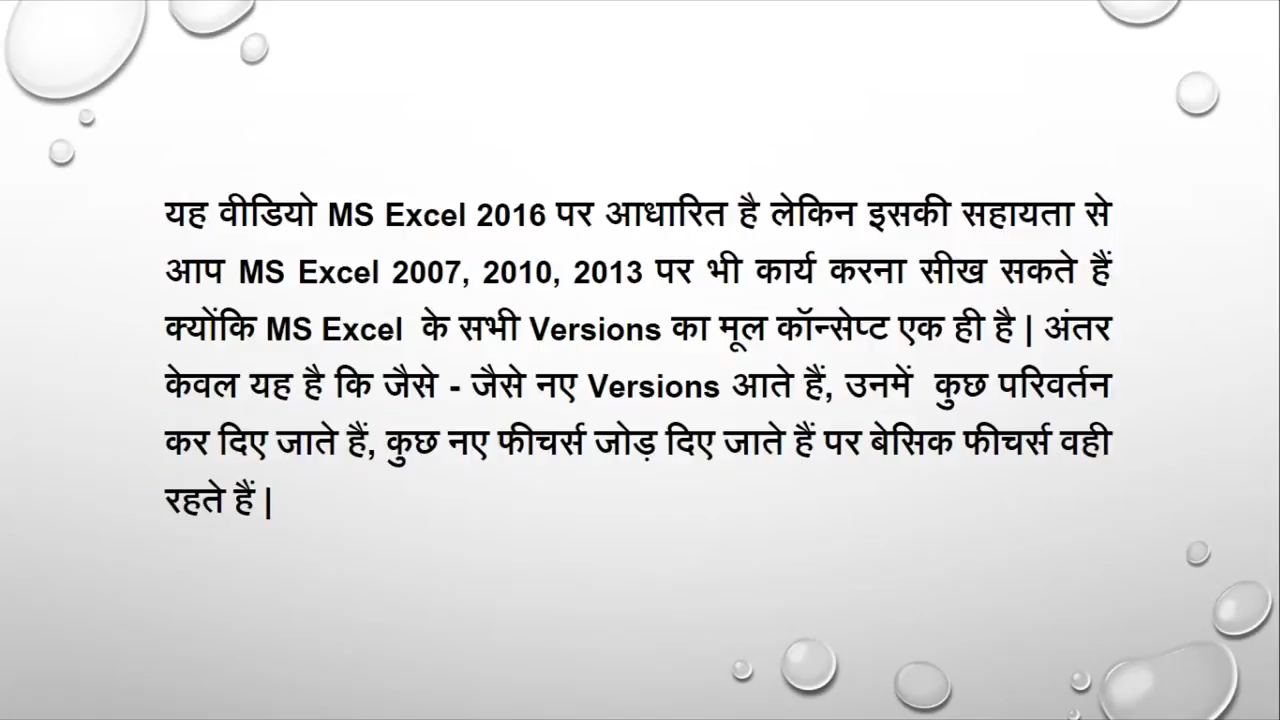 यह वीडियो MS Excel 2016 पर आधारित है लेकिन इसकी सहायता से
आप MS Excel 2007, 2010, 2013 पर भी कार्य करना सीख सकते हैं
क्योंकि MS Excel के सभी Versions का मूल कॉन्सेप्ट एक ही है | अंतर
केवल यह है कि जैसे - जैसे नए Versions आते हैं, उनमें कुछ परिवर्तन
कर दिए जाते हैं, कुछ नए फीचर्स जोड़ दिए जाते हैं पर बेसिक फीचर्स वही
रहते हैं |